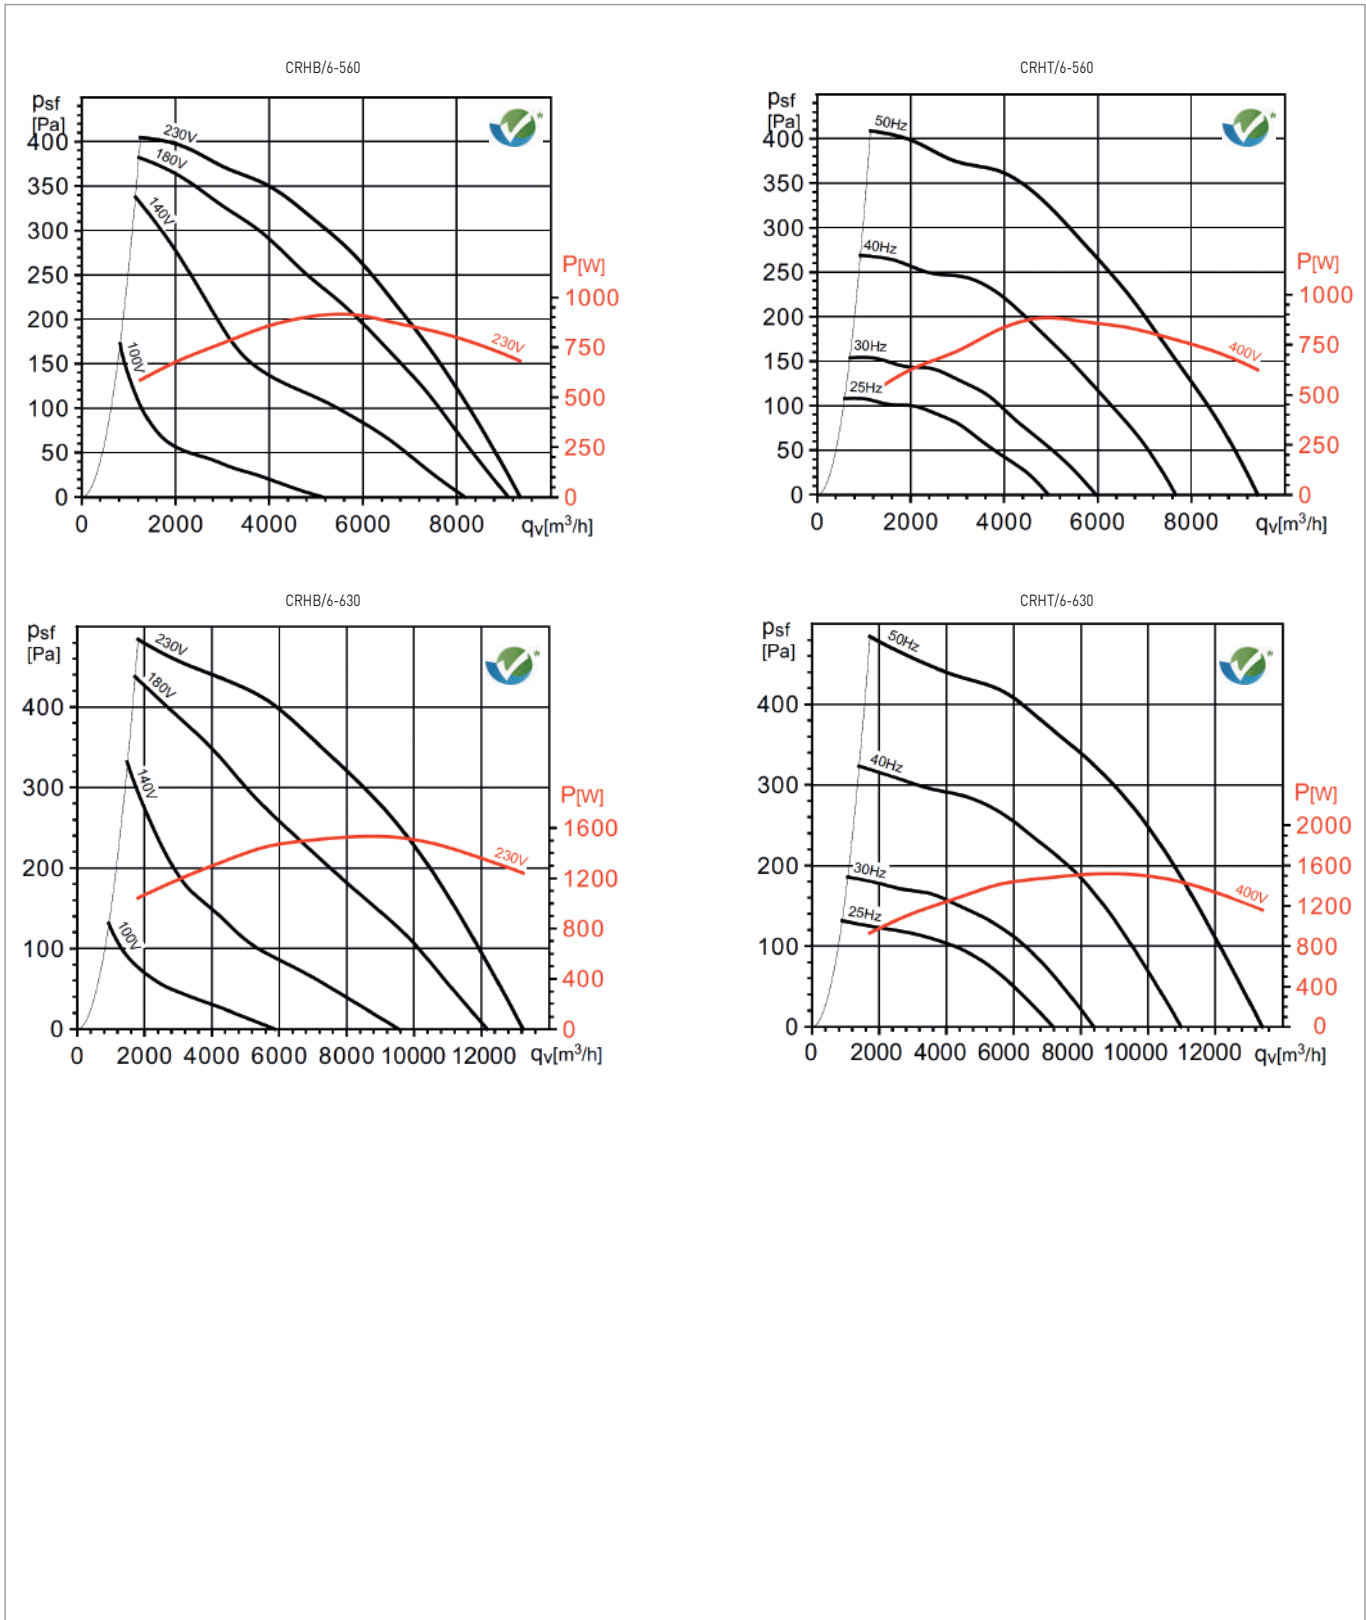 CRHB/6-560
psf
[Pa]
400
350
300
250
200
150
100
50
0
230V
180V
140V
100V
*
P[W]
1000
750
500
250
0
230V
0 2000 4000 6000 8000 qv[m³/h]
CRHT/6-560
psf
[Pa]
400
350
300
250
200
150
100
50
0
50Hz
40Hz
30Hz
25Hz
*
P[W]
1000
750
500
250
0
400V
0 2000 4000 6000 8000 qv[m³/h]
CRHB/6-630
psf
[Pa]
400
300
200
100
0
230V
180V
140V
100V
*
P[W]
1600
1200
800
400
0
230V
0 2000 4000 6000 8000 10000 12000 qv[m³/h]
CRHT/6-630
psf
[Pa]
400
300
200
100
0
50Hz
40Hz
30Hz
25Hz
*
P[W]
2000
1600
1200
800
400
0
400V
0 2000 4000 6000 8000 10000 12000 qv[m³/h]